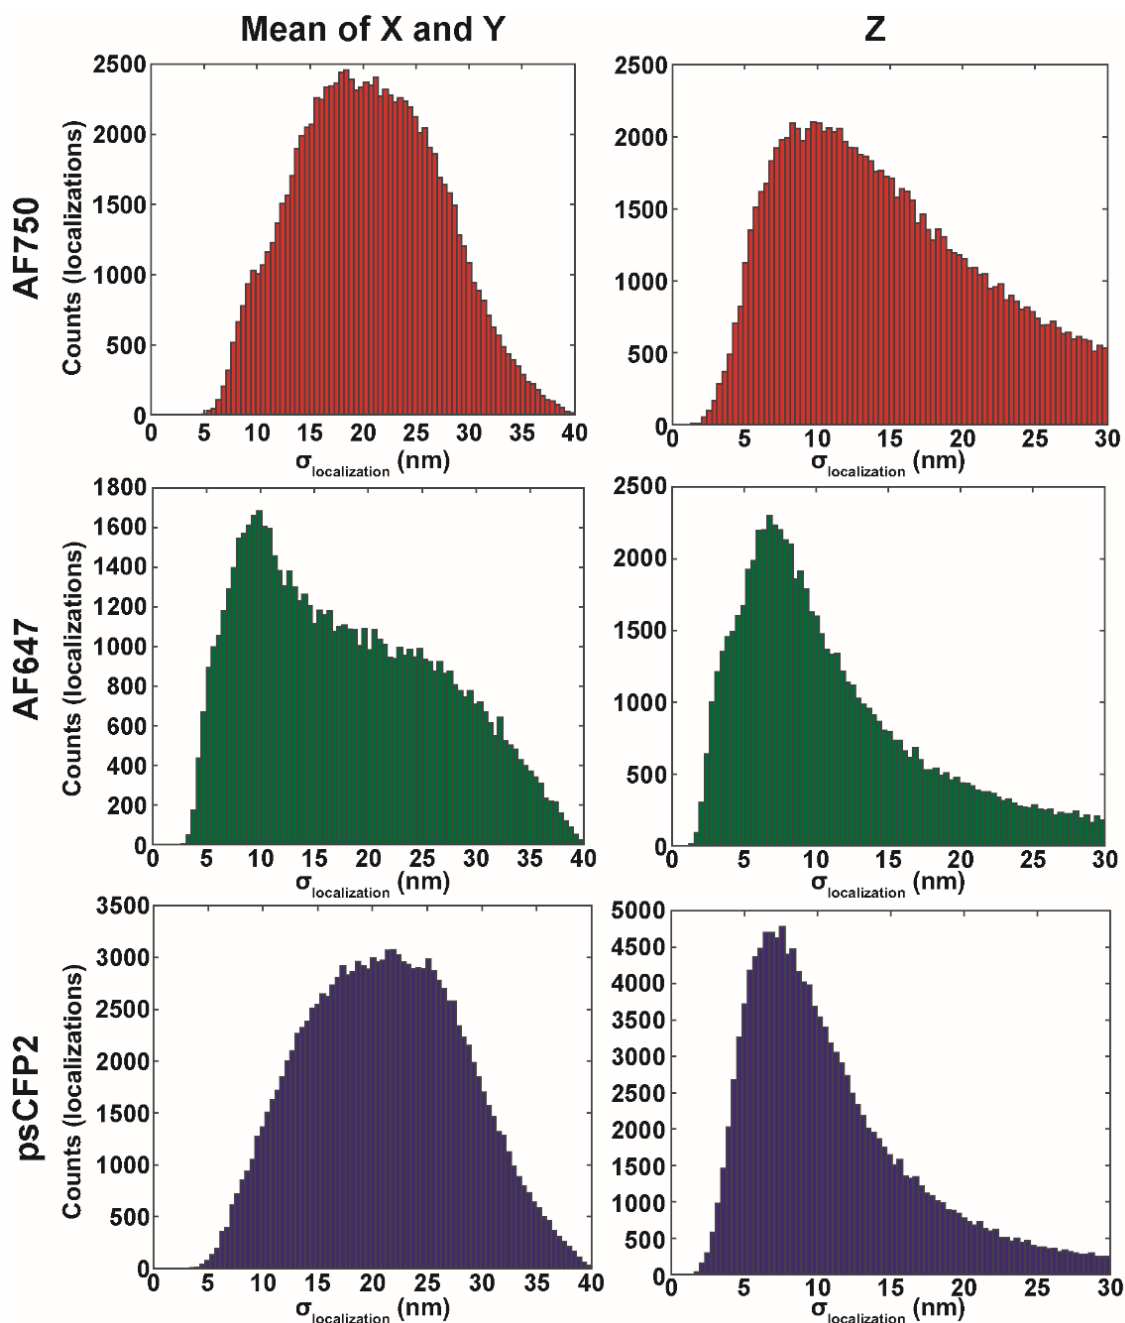 Mean of X and Y
Z
AF750
Counts (localizations)
2500
2000
1500
1000
500
0
0 5 10 15 20 25 30 35 40
σlocalization (nm)
2500
2000
1500
1000
500
0
0 5 10 15 20 25 30
σlocalization (nm)
AF647
Counts (localizations)
1800
1600
1400
1200
1000
800
600
400
200
0
0 5 10 15 20 25 30 35 40
σlocalization (nm)
2500
2000
1500
1000
500
0
0 5 10 15 20 25 30
σlocalization (nm)
psCFP2
Counts (localizations)
3500
3000
2500
2000
1500
1000
500
0
0 5 10 15 20 25 30 35 40
σlocalization (nm)
5000
4500
4000
3500
3000
2500
2000
1500
1000
500
0
0 5 10 15 20 25 30
σlocalization (nm)